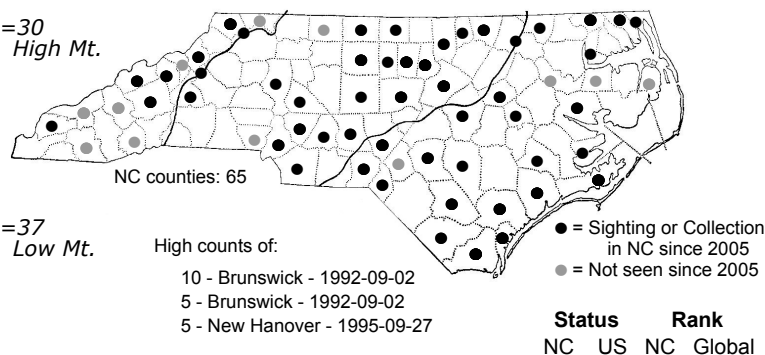 =30
High Mt.
NC counties: 65
=37
Low Mt.
High counts of:
10 - Brunswick - 1992-09-02
5 - Brunswick - 1992-09-02
5 - New Hanover - 1995-09-27
● = Sighting or Collection
in NC since 2005
● = Not seen since 2005
Status Rank
NC US NC Global